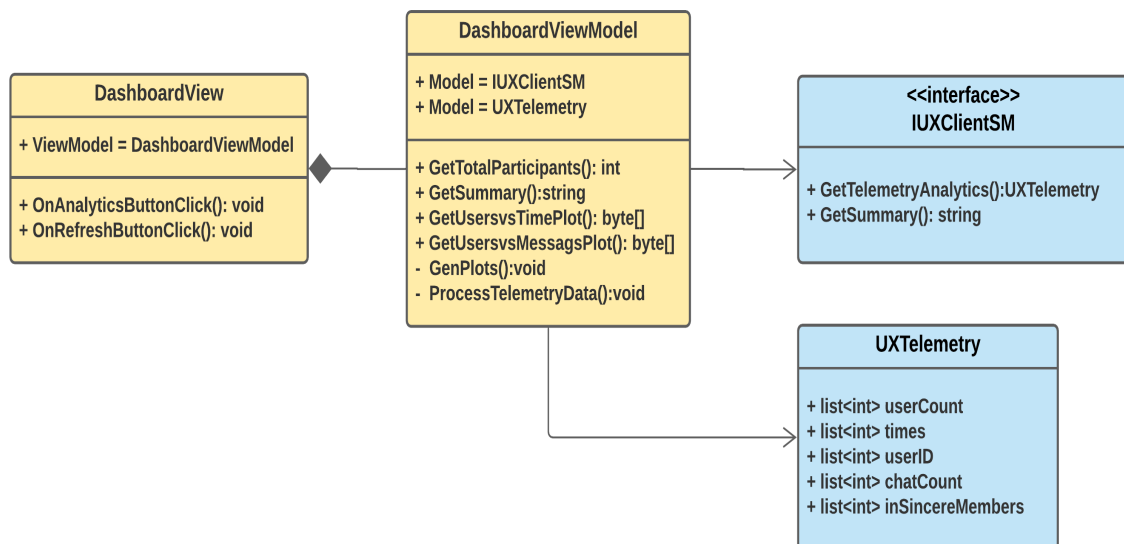 DashboardView
+ ViewModel = DashboardViewModel
+ OnAnalyticsButtonClick(): void
+ OnRefreshButtonClick(): void
DashboardViewModel
+ Model = IUXClientSM
+ Model = UXTelemetry
+ GetTotalParticipants(): int
+ GetSummary():string
+ GetUsersvsTimePlot(): byte[]
+ GetUsersvsMessagsPlot(): byte[]
- GenPlots():void
- ProcessTelemetryData():void
<<interface>>
IUXClientSM
+ GetTelemetryAnalytics():UXTelemetry
+ GetSummary(): string
UXTelemetry
+ list<int> userCount
+ list<int> times
+ list<int> userID
+ list<int> chatCount
+ list<int> inSincereMembers